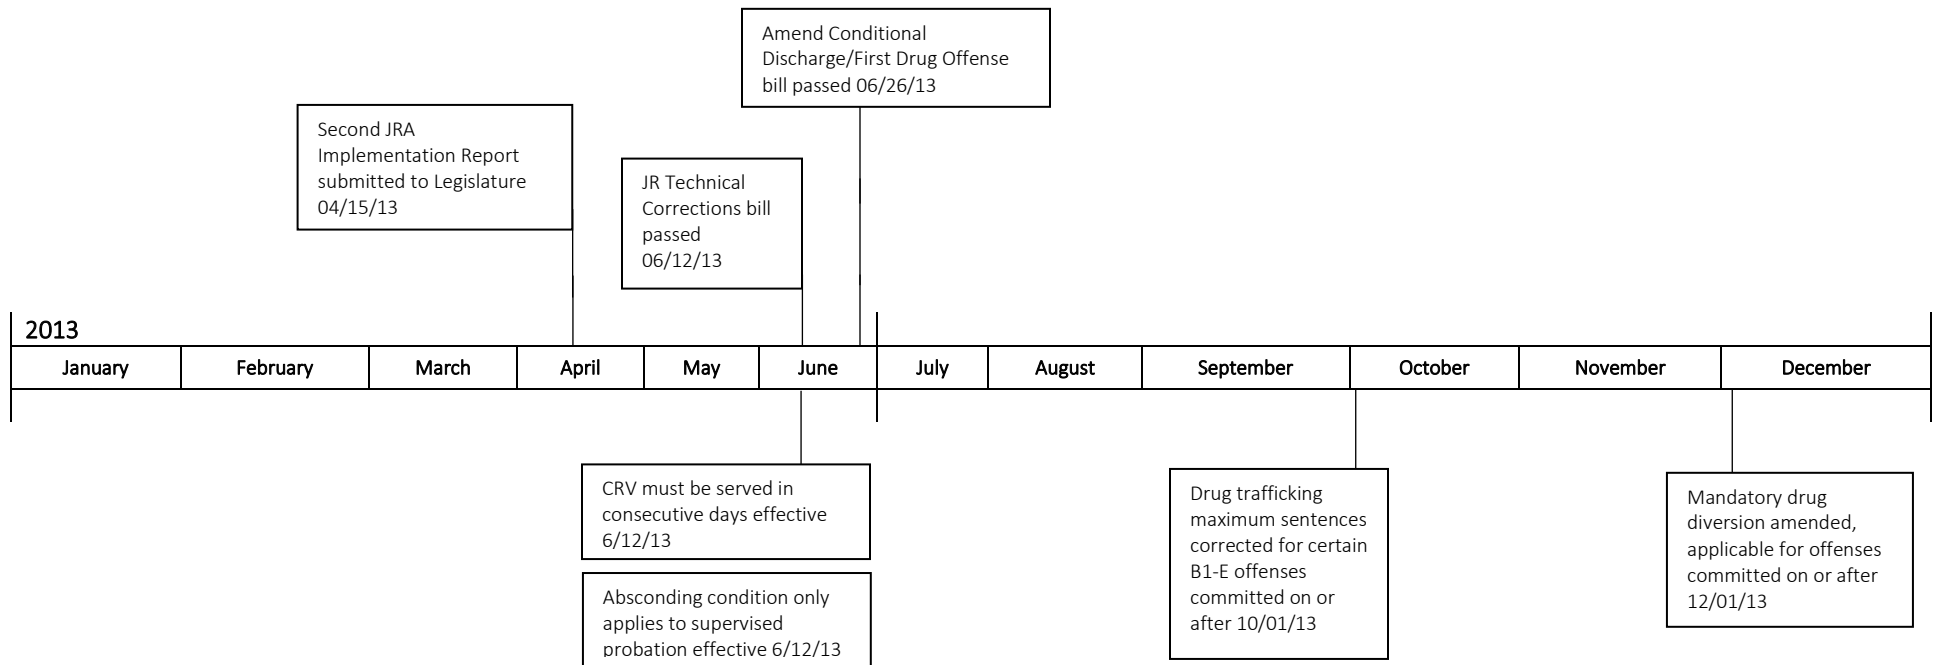 Amend Conditional
Discharge/First Drug Offense
bill passed 06/26/13
Second JRA
Implementation Report
submitted to Legislature
04/15/13
JR Technical
Corrections bill
passed
06/12/13
2013
January February March April May June July August September October November December
CRV must be served in
consecutive days effective
6/12/13
Absconding condition only
applies to supervised
probation effective 6/12/13
Drug trafficking
maximum sentences
corrected for certain
B1-E offenses
committed on or
after 10/01/13
Mandatory drug
diversion amended,
applicable for offenses
committed on or after
12/01/13